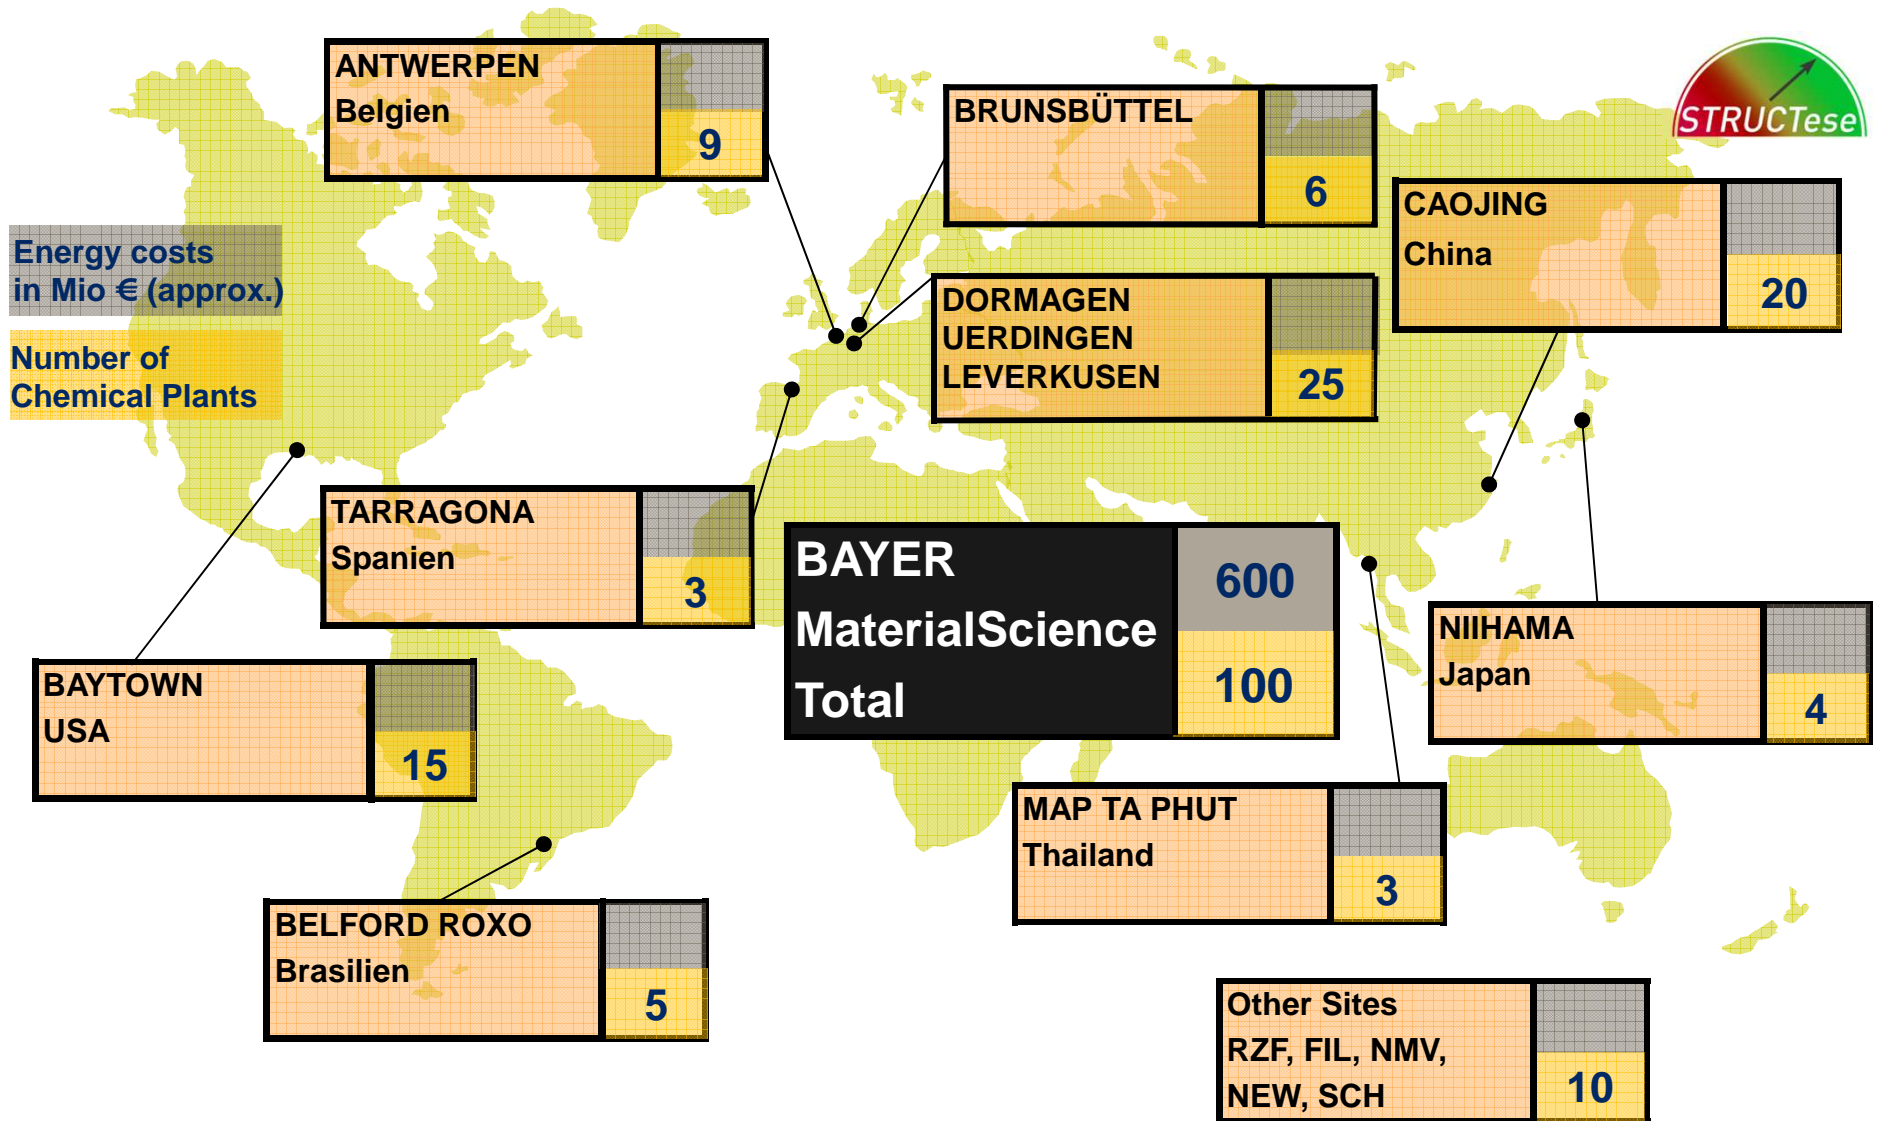 ANTWERPEN
Belgien
9
BRUNSBÜTTEL
6
STRUCTese
CAOJING
China
20
Energy costs
in Mio € (approx.)
Number of
Chemical Plants
DORMAGEN
UERDINGEN
LEVERKUSEN
25
TARRAGONA
Spanien
3
BAYER
MaterialScience
Total
600
100
NIIHAMA
Japan
4
BAYTOWN
USA
15
MAP TA PHUT
Thailand
3
BELFORD ROXO
Brasilien
5
Other Sites
RZF, FIL, NMV,
NEW, SCH
10